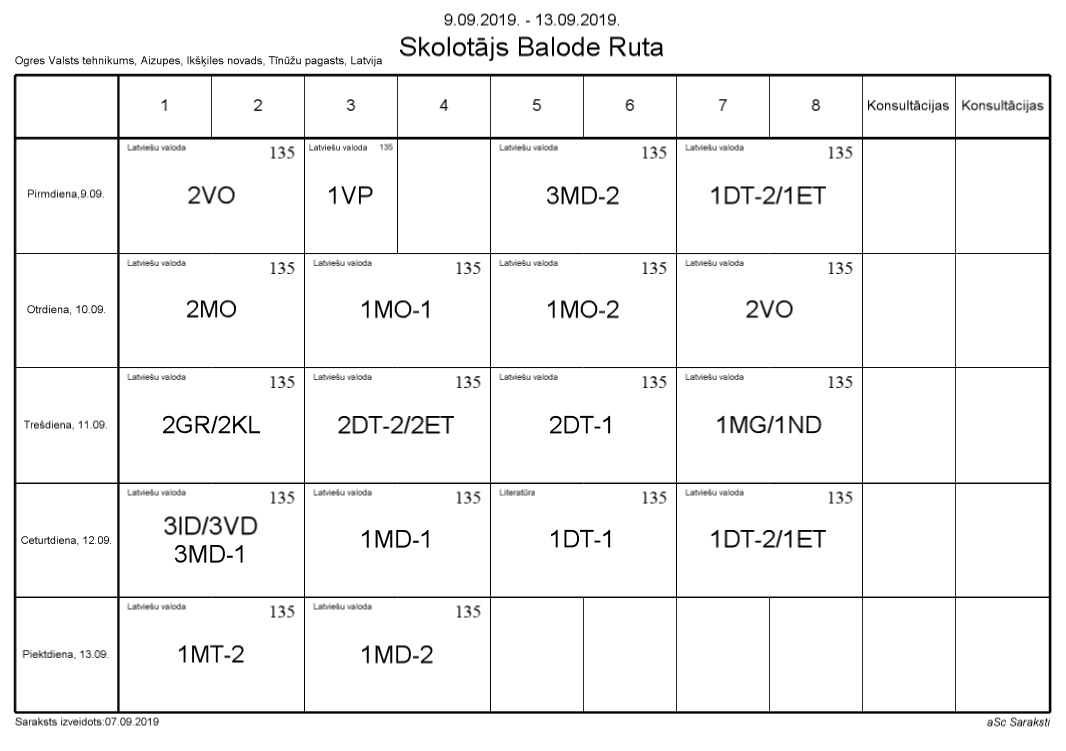 9.09.2019. - 13.09.2019.
Skolotājs Balode Ruta
Ogres Valsts tehnikums, Aizupes, Ikšķiles novads, Tīnūžu pagasts, Latvija
1 2 3 4 5 6 7 8 Konsultācijas Konsultācijas
Latviešu valoda 135 Latviešu valoda 135 Latviešu valoda 135 Latviešu valoda 135
Pirmdiena,9.09. 2VO 1VP 3MD-2 1DT-2/1ET
Latviešu valoda 135 Latviešu valoda 135 Latviešu valoda 135 Latviešu valoda 135
Otrdiena, 10.09. 2MO 1MO-1 1MO-2 2VO
Latviešu valoda 135 Latviešu valoda 135 Latviešu valoda 135 Latviešu valoda 135
Trešdiena, 11.09. 2GR/2KL 2DT-2/2ET 2DT-1 1MG/1ND
Latviešu valoda 135 Latviešu valoda 135 Literatūra 135 Latviešu valoda 135
Ceturtdiena, 12.09. 3ID/3VD 1MD-1 1DT-1 1DT-2/1ET
3MD-1
Latviešu valoda 135 Latviešu valoda 135
Piektdiena, 13.09. 1MT-2 1MD-2
Saraksts izveidots:07.09.2019 aSc Saraksti